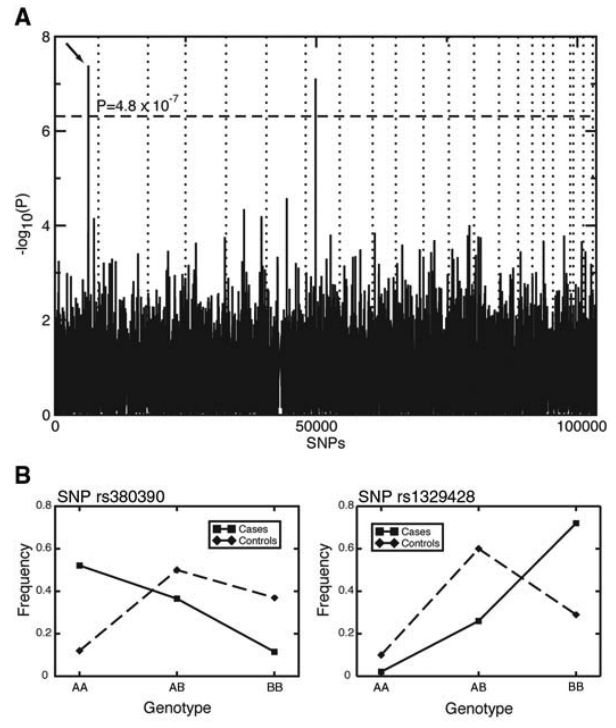 A
8
P=4.8 x 10-7
6
-log10(P)
4
2
0
0 50000 100000
SNPs
B
SNP rs380390
0.8
Cases
Controls
0.6
Frequency
0.4
0.2
0
AA AB BB
Genotype
SNP rs1329428
0.8
Cases
Controls
0.6
Frequency
0.4
0.2
0
AA AB BB
Genotype